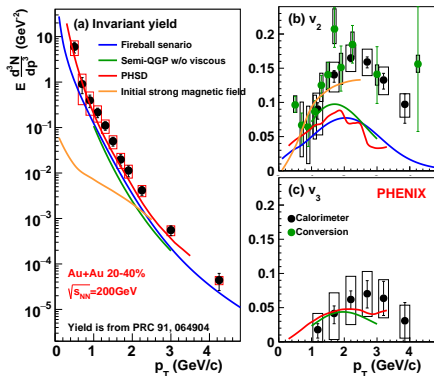 (a) Invariant yield
Fireball senario
Semi-QGP w/o viscous
PHSD
Initial strong magnetic field
E d³N/dp³ (GeV⁻²)
10
1
10⁻¹
10⁻²
10⁻³
10⁻⁴
10⁻⁵
Au+Au 20-40%
√sNN=200GeV
Yield is from PRC 91, 064904
0 1 2 3 4
pT (GeV/c)
(b) v₂
0.2
0.15
0.1
0.05
0
(c) v₃
PHENIX
Calorimeter
Conversion
0.2
0.15
0.1
0.05
0
0 1 2 3 4
pT (GeV/c)